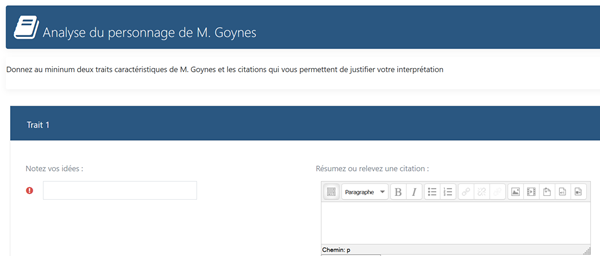 Analyse du personnage de M. Goynes
Donnez au mininum deux traits caractéristiques de M. Goynes et les citations qui vous permettent de justifier votre interprétation
Trait 1
Notez vos idées :
Résumez ou relevez une citation :
Paragraphe B I
Chemin: p